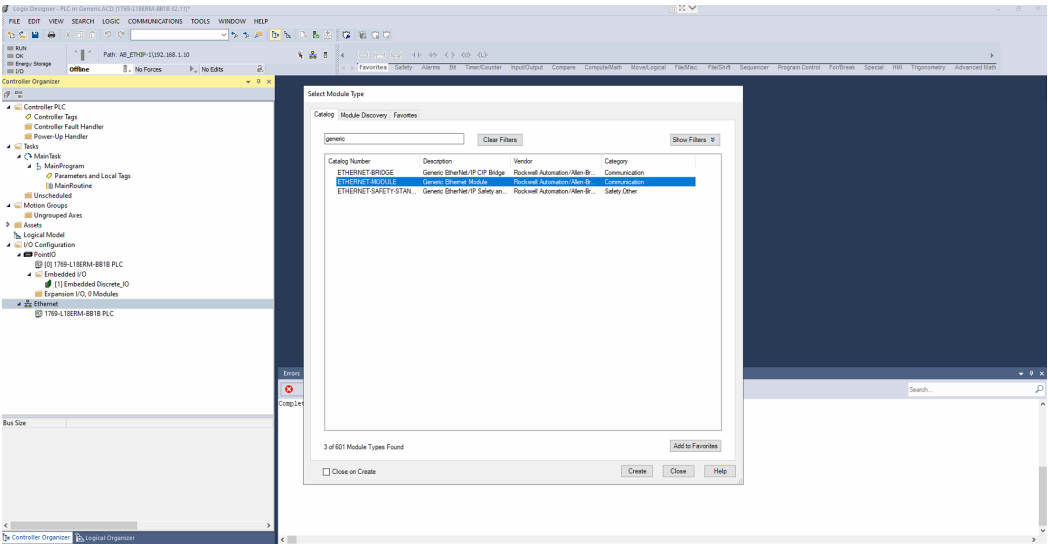 Logix Designer - PLC in Generic.ACD [1769-L18ERM-BB1B 32.11]*
FILE EDIT VIEW SEARCH LOGIC COMMUNICATIONS TOOLS WINDOW HELP
RUN
OK
Energy Storage
I/O
Path: AB_ETHIP-1\192.168.1.10
Offline
No Forces
No Edits
Favorites Safety Alarms Bit Timer/Counter Input/Output Compare Compute/Math Move/Logical File/Misc. File/Shift Sequencer Program Control For/Break Special HMI Trigonometry Advanced Math
Controller Organizer
Controller PLC
Controller Tags
Controller Fault Handler
Power-Up Handler
Tasks
MainTask
MainProgram
Parameters and Local Tags
MainRoutine
Unscheduled
Motion Groups
Ungrouped Axes
Assets
Logical Model
I/O Configuration
PointIO
[0] 1769-L18ERM-BB1B PLC
Embedded I/O
[1] Embedded Discrete_IO
Expansion I/O, 0 Modules
Ethernet
1769-L18ERM-BB1B PLC
Bus Size
Controller Organizer Logical Organizer
Select Module Type
Catalog Module Discovery Favorites
generic
Clear Filters
Show Filters
Catalog Number Description Vendor Category
ETHERNET-BRIDGE Generic EtherNet/IP CIP Bridge Rockwell Automation/Allen-Br... Communication
ETHERNET-MODULE Generic Ethernet Module Rockwell Automation/Allen-Br... Communication
ETHERNET-SAFETY-STAN... Generic EtherNet/IP Safety an... Rockwell Automation/Allen-Br... Safety,Other
3 of 601 Module Types Found
Add to Favorites
Close on Create
Create Close Help
Errors
Search...
Complet